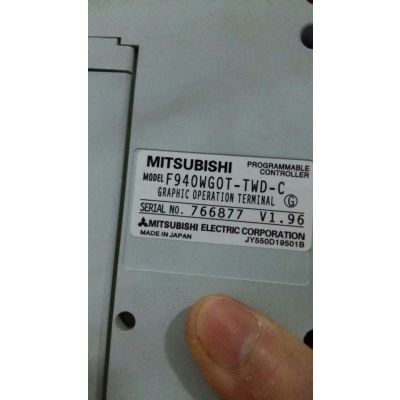 MITSUBISHI PROGRAMMABLE CONTROLLER
MODEL F940WGOT-TWD-C
GRAPHIC OPERATION TERMINAL G
SERIAL NO. 766877 V1.96
MITSUBISHI ELECTRIC CORPORATION
MADE IN JAPAN JY550D19501B